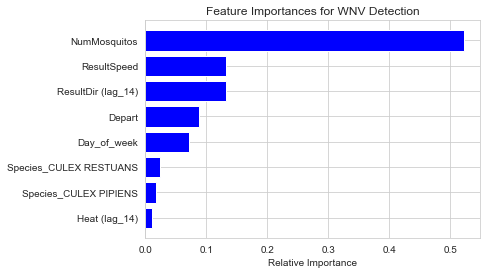 Feature Importances for WNV Detection
NumMosquitos
ResultSpeed
ResultDir (lag_14)
Depart
Day_of_week
Species_CULEX RESTUANS
Species_CULEX PIPIENS
Heat (lag_14)
0.0 0.1 0.2 0.3 0.4 0.5
Relative Importance